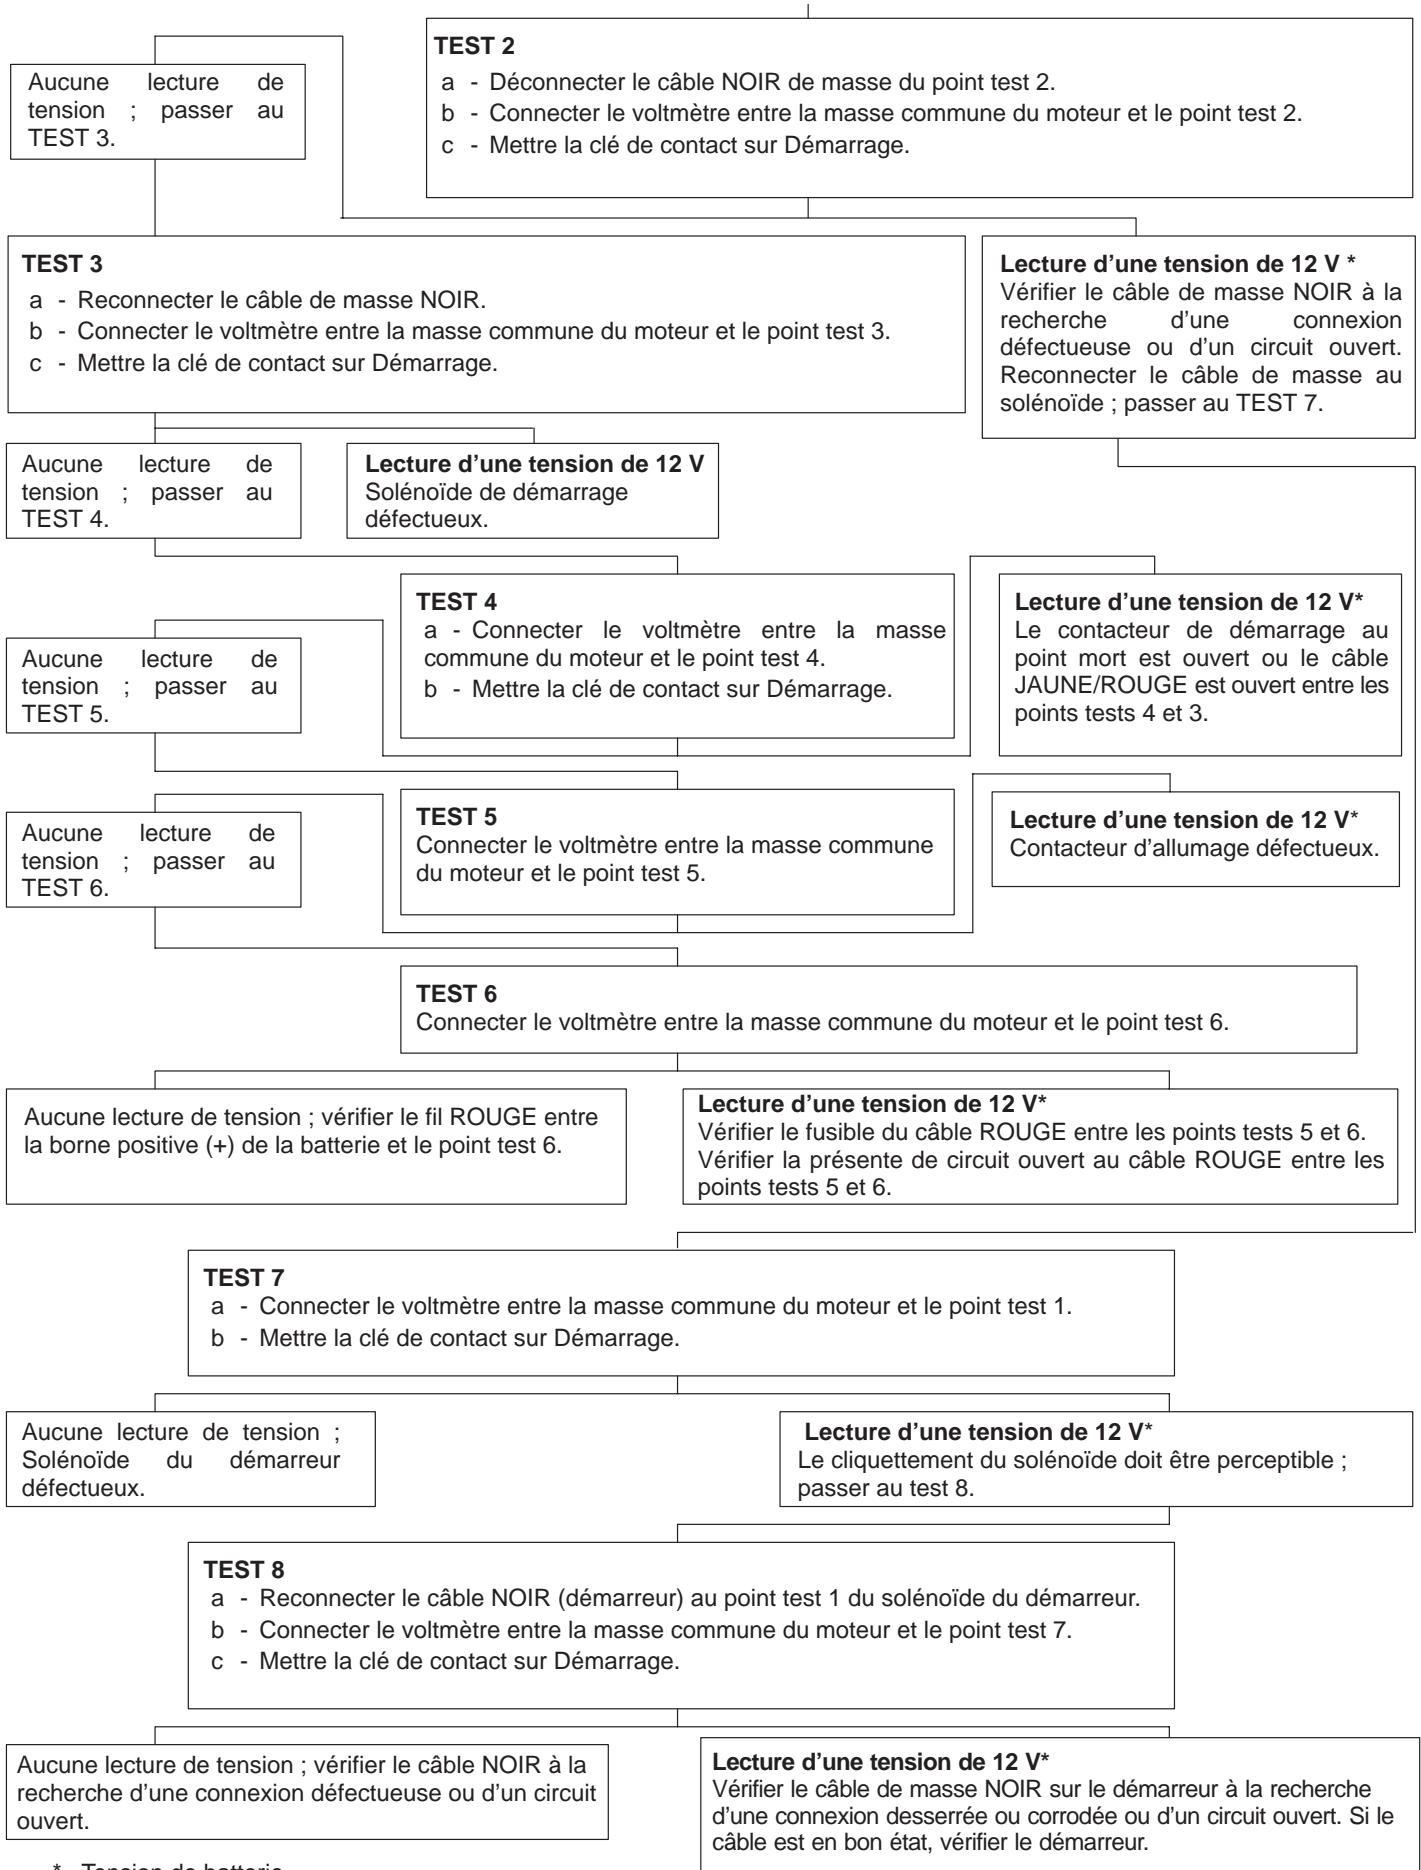 TEST 2
a - Déconnecter le câble NOIR de masse du point test 2.
b - Connecter le voltmètre entre la masse commune du moteur et le point test 2.
c - Mettre la clé de contact sur Démarrage.
Aucune lecture de
tension ; passer au
TEST 3.
TEST 3
a - Reconnecter le câble de masse NOIR.
b - Connecter le voltmètre entre la masse commune du moteur et le point test 3.
c - Mettre la clé de contact sur Démarrage.
Lecture d’une tension de 12 V *
Vérifier le câble de masse NOIR à la
recherche d’une connexion
défectueuse ou d’un circuit ouvert.
Reconnecter le câble de masse au
solénoïde ; passer au TEST 7.
Aucune lecture de
tension ; passer au
TEST 4.
Lecture d’une tension de 12 V
Solénoïde de démarrage
défectueux.
TEST 4
a - Connecter le voltmètre entre la masse
commune du moteur et le point test 4.
b - Mettre la clé de contact sur Démarrage.
Lecture d’une tension de 12 V*
Le contacteur de démarrage au
point mort est ouvert ou le câble
JAUNE/ROUGE est ouvert entre les
points tests 4 et 3.
Aucune lecture de
tension ; passer au
TEST 5.
TEST 5
Connecter le voltmètre entre la masse commune
du moteur et le point test 5.
Lecture d’une tension de 12 V*
Contacteur d’allumage défectueux.
Aucune lecture de
tension ; passer au
TEST 6.
TEST 6
Connecter le voltmètre entre la masse commune du moteur et le point test 6.
Aucune lecture de tension ; vérifier le fil ROUGE entre
la borne positive (+) de la batterie et le point test 6.
Lecture d’une tension de 12 V*
Vérifier le fusible du câble ROUGE entre les points tests 5 et 6.
Vérifier la présente de circuit ouvert au câble ROUGE entre les
points tests 5 et 6.
TEST 7
a - Connecter le voltmètre entre la masse commune du moteur et le point test 1.
b - Mettre la clé de contact sur Démarrage.
Aucune lecture de tension ;
Solénoïde du démarreur
défectueux.
Lecture d’une tension de 12 V*
Le cliquettement du solénoïde doit être perceptible ;
passer au test 8.
TEST 8
a - Reconnecter le câble NOIR (démarreur) au point test 1 du solénoïde du démarreur.
b - Connecter le voltmètre entre la masse commune du moteur et le point test 7.
c - Mettre la clé de contact sur Démarrage.
Aucune lecture de tension ; vérifier le câble NOIR à la
recherche d’une connexion défectueuse ou d’un circuit
ouvert.
Lecture d’une tension de 12 V*
Vérifier le câble de masse NOIR sur le démarreur à la recherche
d’une connexion desserrée ou corrodée ou d’un circuit ouvert. Si le
câble est en bon état, vérifier le démarreur.
* Tension de batterie